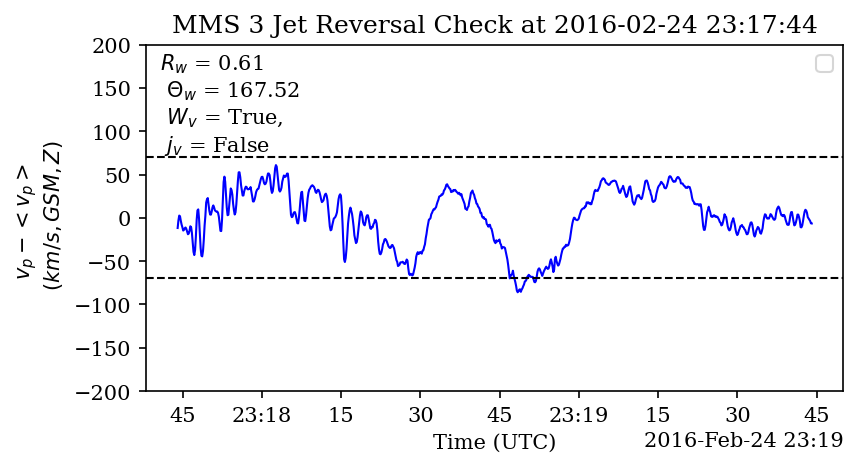 MMS 3 Jet Reversal Check at 2016-02-24 23:17:44
200
150
100
50
0
−50
−100
−150
−200
v_p − <v_p>
(km/s, GSM, Z)
R_w = 0.61
Θ_w = 167.52
W_v = True,
j_v = False
45 23:18 15 30 45 23:19 15 30 45
Time (UTC)
2016-Feb-24 23:19